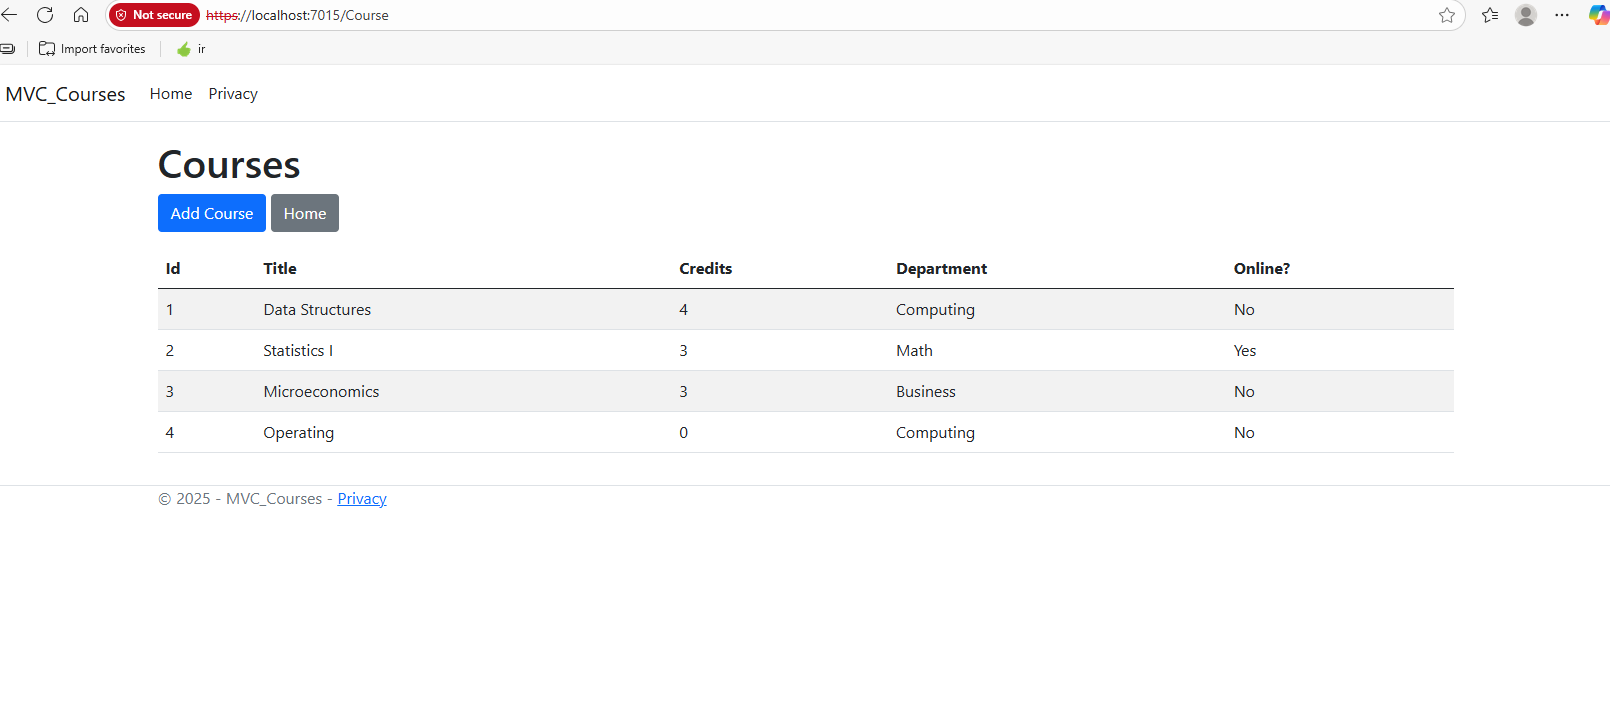 Not secure https://localhost:7015/Course
Import favorites ir
MVC_Courses Home Privacy
Courses
Add Course Home
Id Title Credits Department Online?
1 Data Structures 4 Computing No
2 Statistics I 3 Math Yes
3 Microeconomics 3 Business No
4 Operating 0 Computing No
© 2025 - MVC_Courses - Privacy